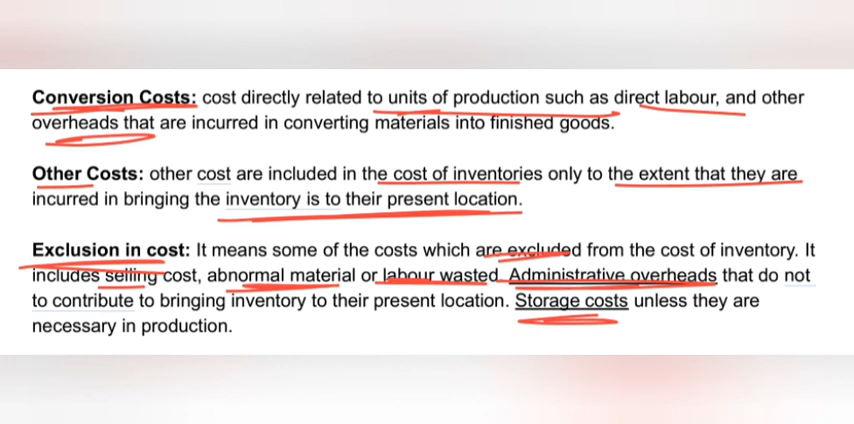 Conversion Costs: cost directly related to units of production such as direct labour, and other
overheads that are incurred in converting materials into finished goods.
Other Costs: other cost are included in the cost of inventories only to the extent that they are
incurred in bringing the inventory is to their present location.
Exclusion in cost: It means some of the costs which are excluded from the cost of inventory. It
includes selling cost, abnormal material or labour wasted Administrative overheads that do not
to contribute to bringing inventory to their present location. Storage costs unless they are
necessary in production.